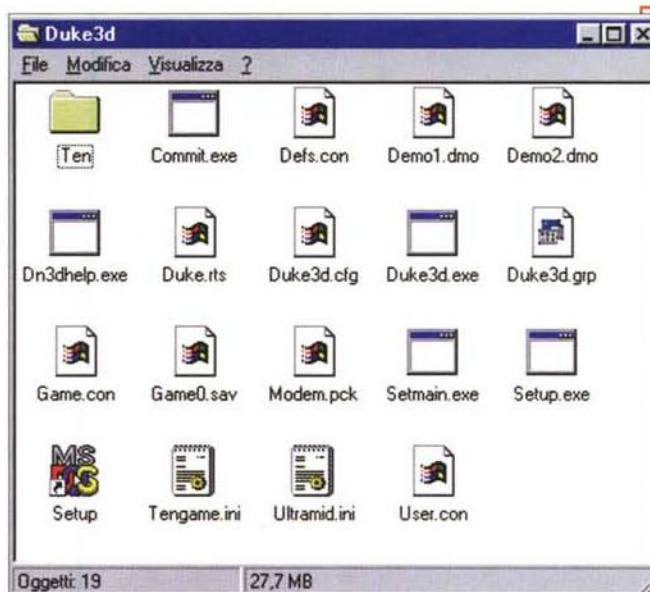 Duke3d
File Modifica Visualizza ?
Ten Commit.exe Defs.con Demo1.dmo Demo2.dmo
Dn3dhelp.exe Duke.rts Duke3d.cfg Duke3d.exe Duke3d.grp
Game.con Game0.sav Modem.pck Setmain.exe Setup.exe
MS
DOS
Setup Tengame.ini Ultramid.ini User.con
Oggetti: 19 27,7 MB